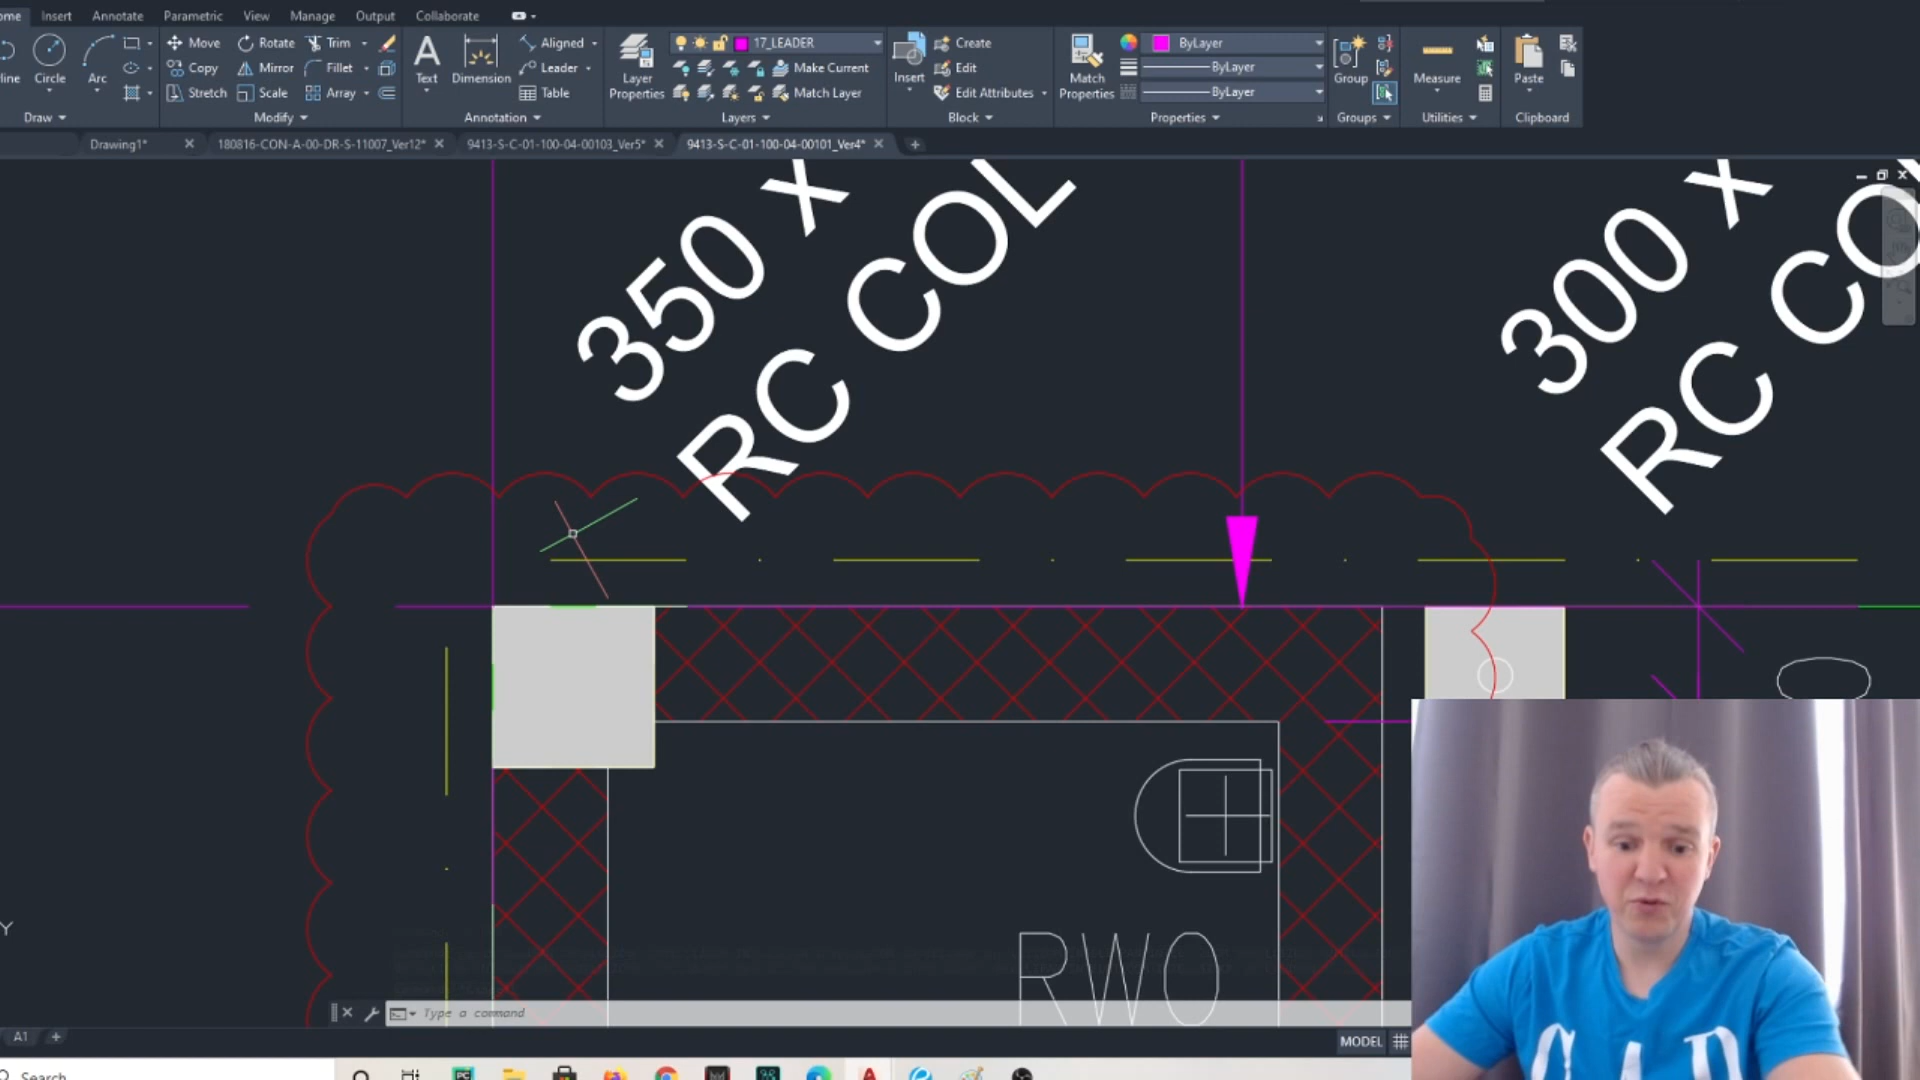 Insert Annotate Parametric View Manage Output Collaborate
Move Rotate Trim
Copy Mirror Fillet
Stretch Scale Array
Circle Arc
Draw Modify
Text Dimension
Aligned
Leader
Table
Annotation
Layer Properties
17_LEADER
Make Current
Match Layer
Layers
Insert
Create
Edit
Edit Attributes
Block
Match Properties
ByLayer
ByLayer
ByLayer
Properties
Group
Groups
Measure
Utilities
Paste
Clipboard
Drawing1* 180816-CON-A-00-DR-S-11007_Ver12* 9413-S-C-01-100-04-00103_Ver5* 9413-S-C-01-100-04-00101_Ver4*
350 x
RC COL
300 x
RC CO
RWO
Y
Type a command
A1
MODEL
Search